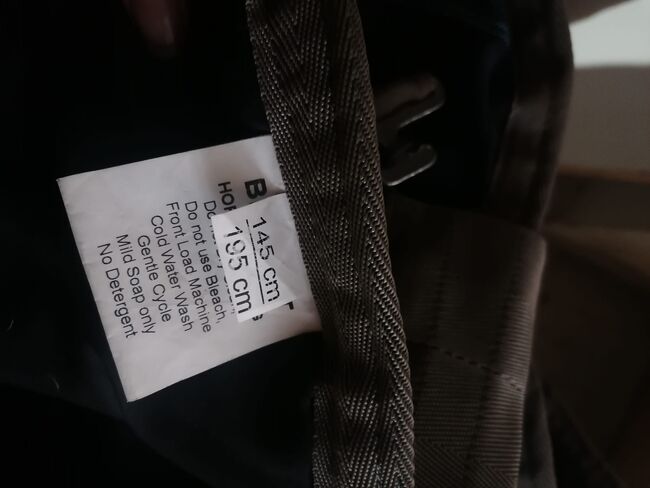 145 cm
195 cm
Do not use Bleach,
Front Load Machine
Cold Water Wash
Gentle Cycle
Mild Soap only
No Detergent